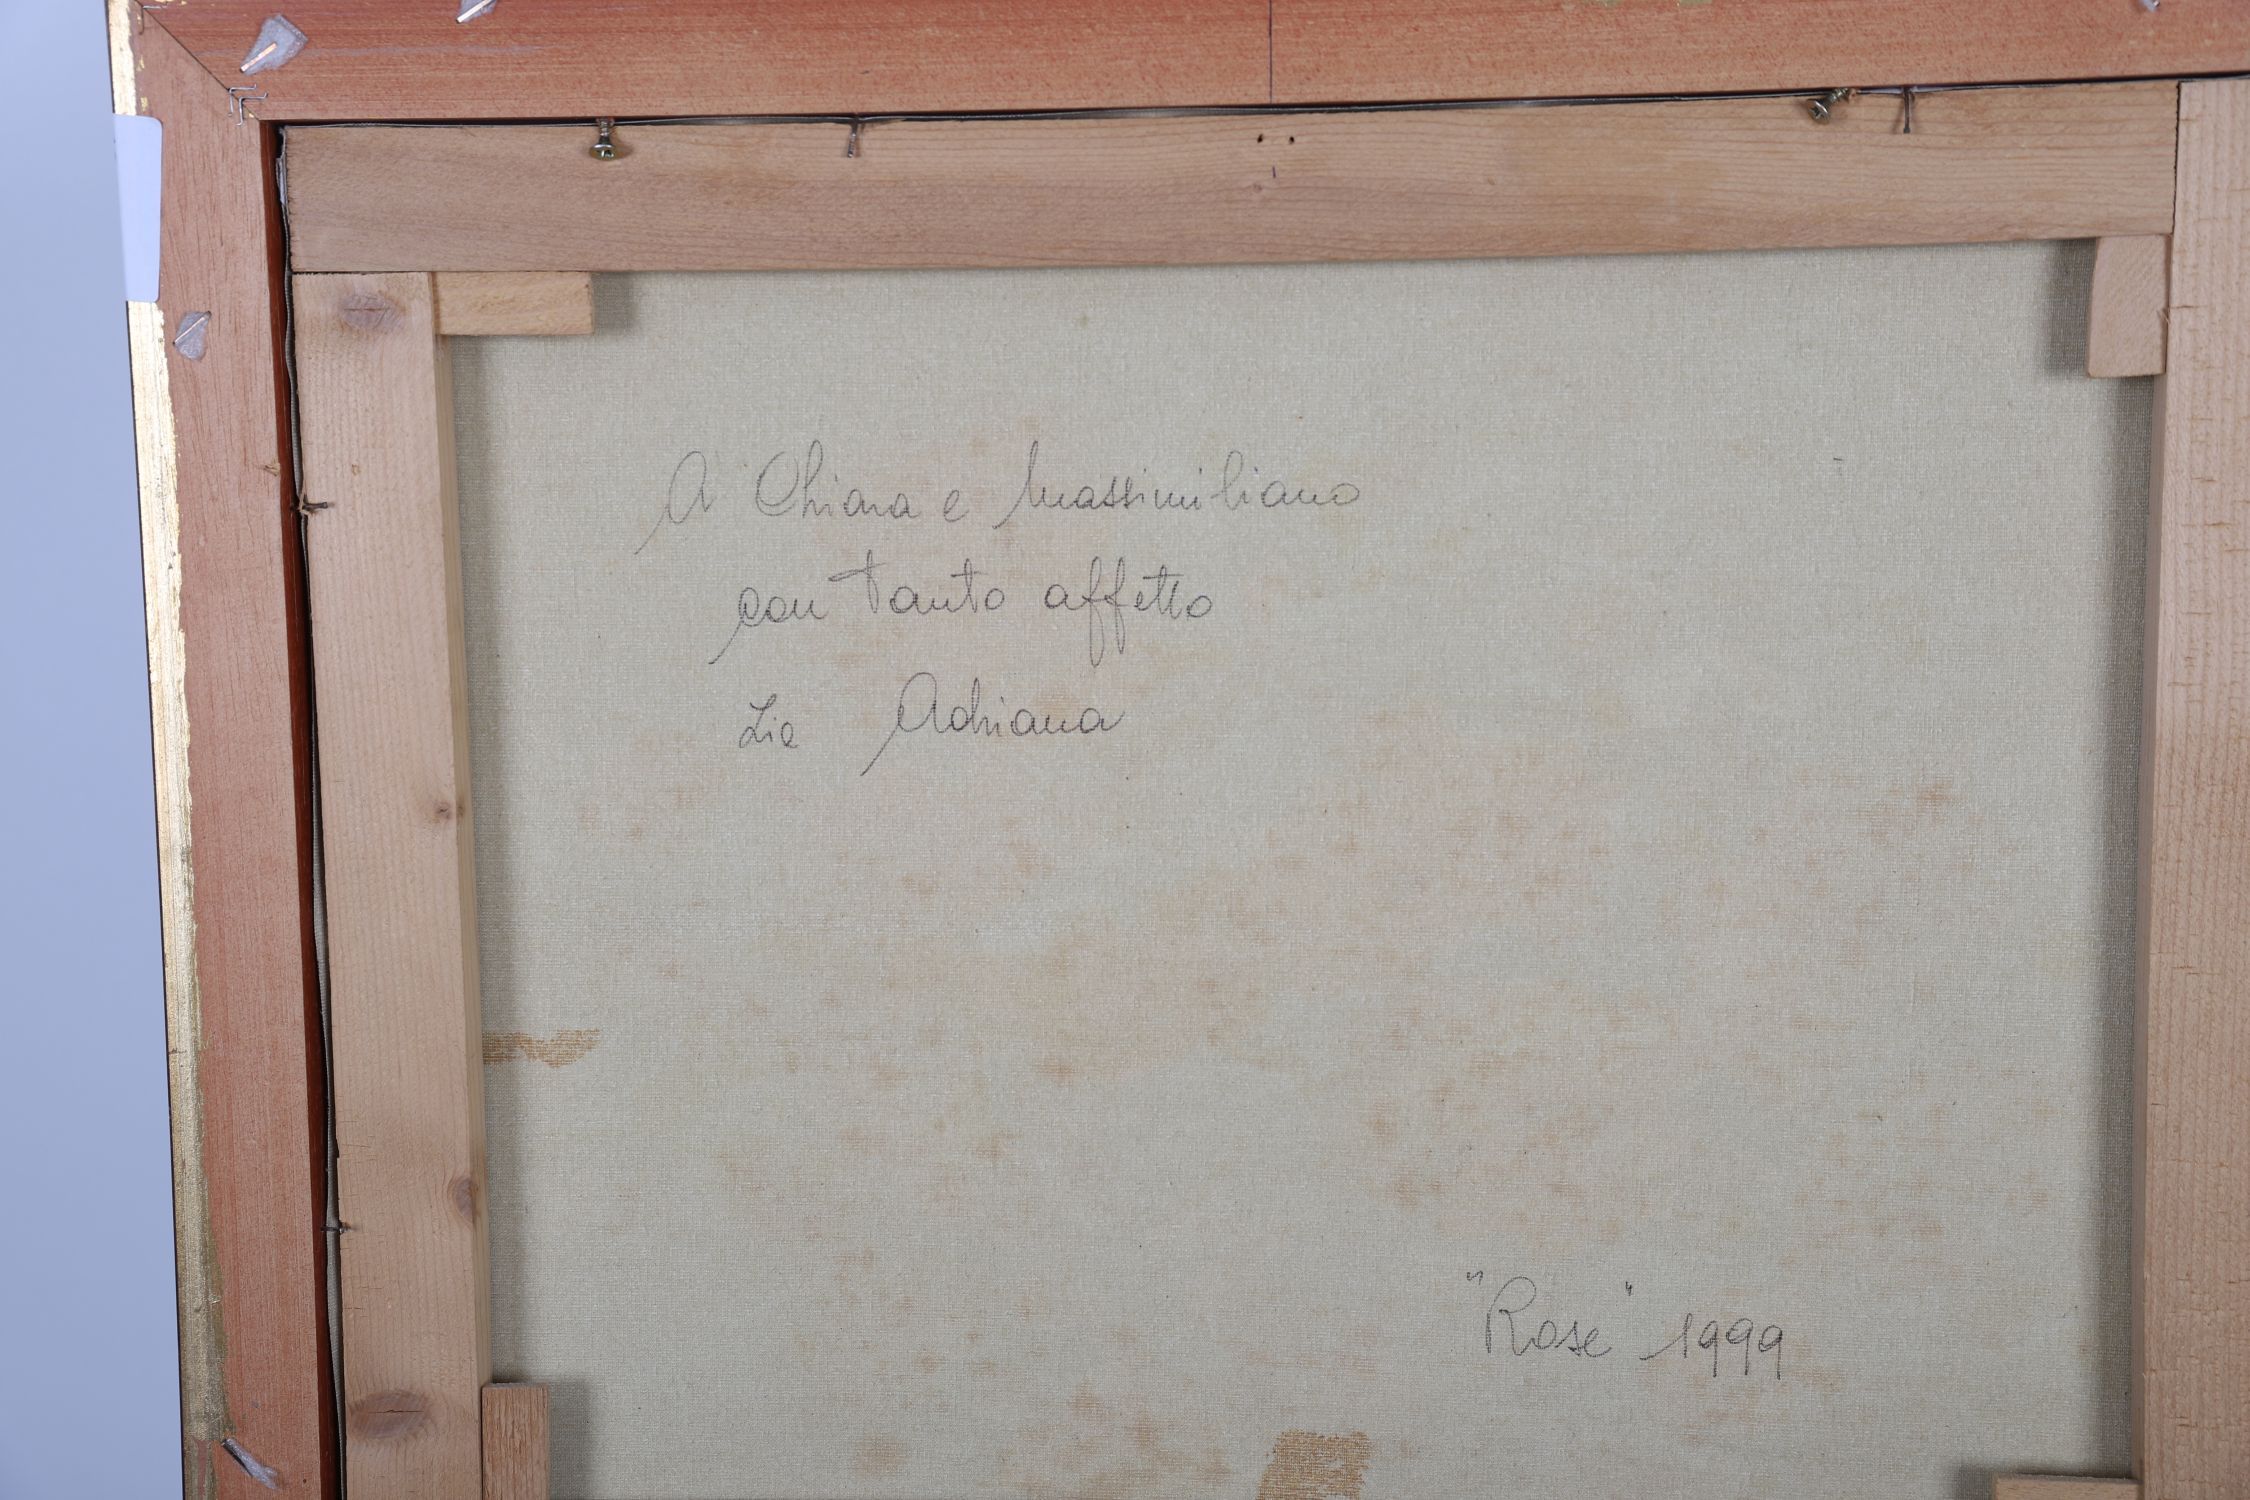 A Chiara e Massimiliano
con tanto affetto
Zia Adriana
"Rose" 1999